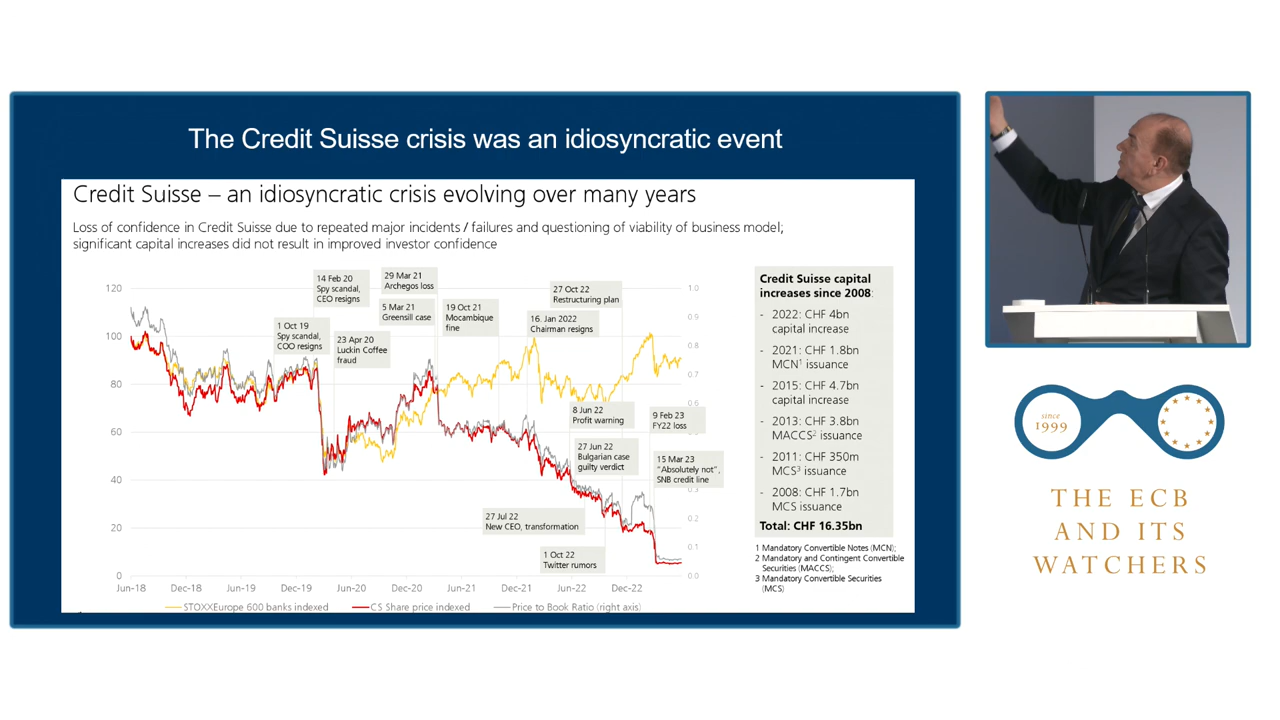 The Credit Suisse crisis was an idiosyncratic event
Credit Suisse – an idiosyncratic crisis evolving over many years
Loss of confidence in Credit Suisse due to repeated major incidents / failures and questioning of viability of business model;
significant capital increases did not result in improved investor confidence
14 Feb 20
Spy scandal,
CEO resigns
29 Mar 21
Archegos loss
27 Oct 22
Restructuring plan
5 Mar 21
Greensill case
19 Oct 21
Mocambique
fine
16. Jan 2022
Chairman resigns
1 Oct 19
Spy scandal,
COO resigns
23 Apr 20
Luckin Coffee
fraud
8 Jun 22
Profit warning
9 Feb 23
FY22 loss
27 Jun 22
Bulgarian case
guilty verdict
15 Mar 23
"Absolutely not",
SNB credit line
27 Jul 22
New CEO, transformation
1 Oct 22
Twitter rumors
120
100
80
60
40
20
0
1.0
0.9
0.8
0.7
0.6
0.3
0.2
0.1
0.0
Jun-18 Dec-18 Jun-19 Dec-19 Jun-20 Dec-20 Jun-21 Dec-21 Jun-22 Dec-22
STOXXEurope 600 banks indexed CS Share price indexed Price to Book Ratio (right axis)
Credit Suisse capital
increases since 2008:
- 2022: CHF 4bn
capital increase
- 2021: CHF 1.8bn
MCN¹ issuance
- 2015: CHF 4.7bn
capital increase
- 2013: CHF 3.8bn
MACCS² issuance
- 2011: CHF 350m
MCS³ issuance
- 2008: CHF 1.7bn
MCS issuance
Total: CHF 16.35bn
1 Mandatory Convertible Notes (MCN);
2 Mandatory and Contingent Convertible
Securities (MACCS);
3 Mandatory Convertible Securities
(MCS)
since
1999
THE ECB
AND ITS
WATCHERS